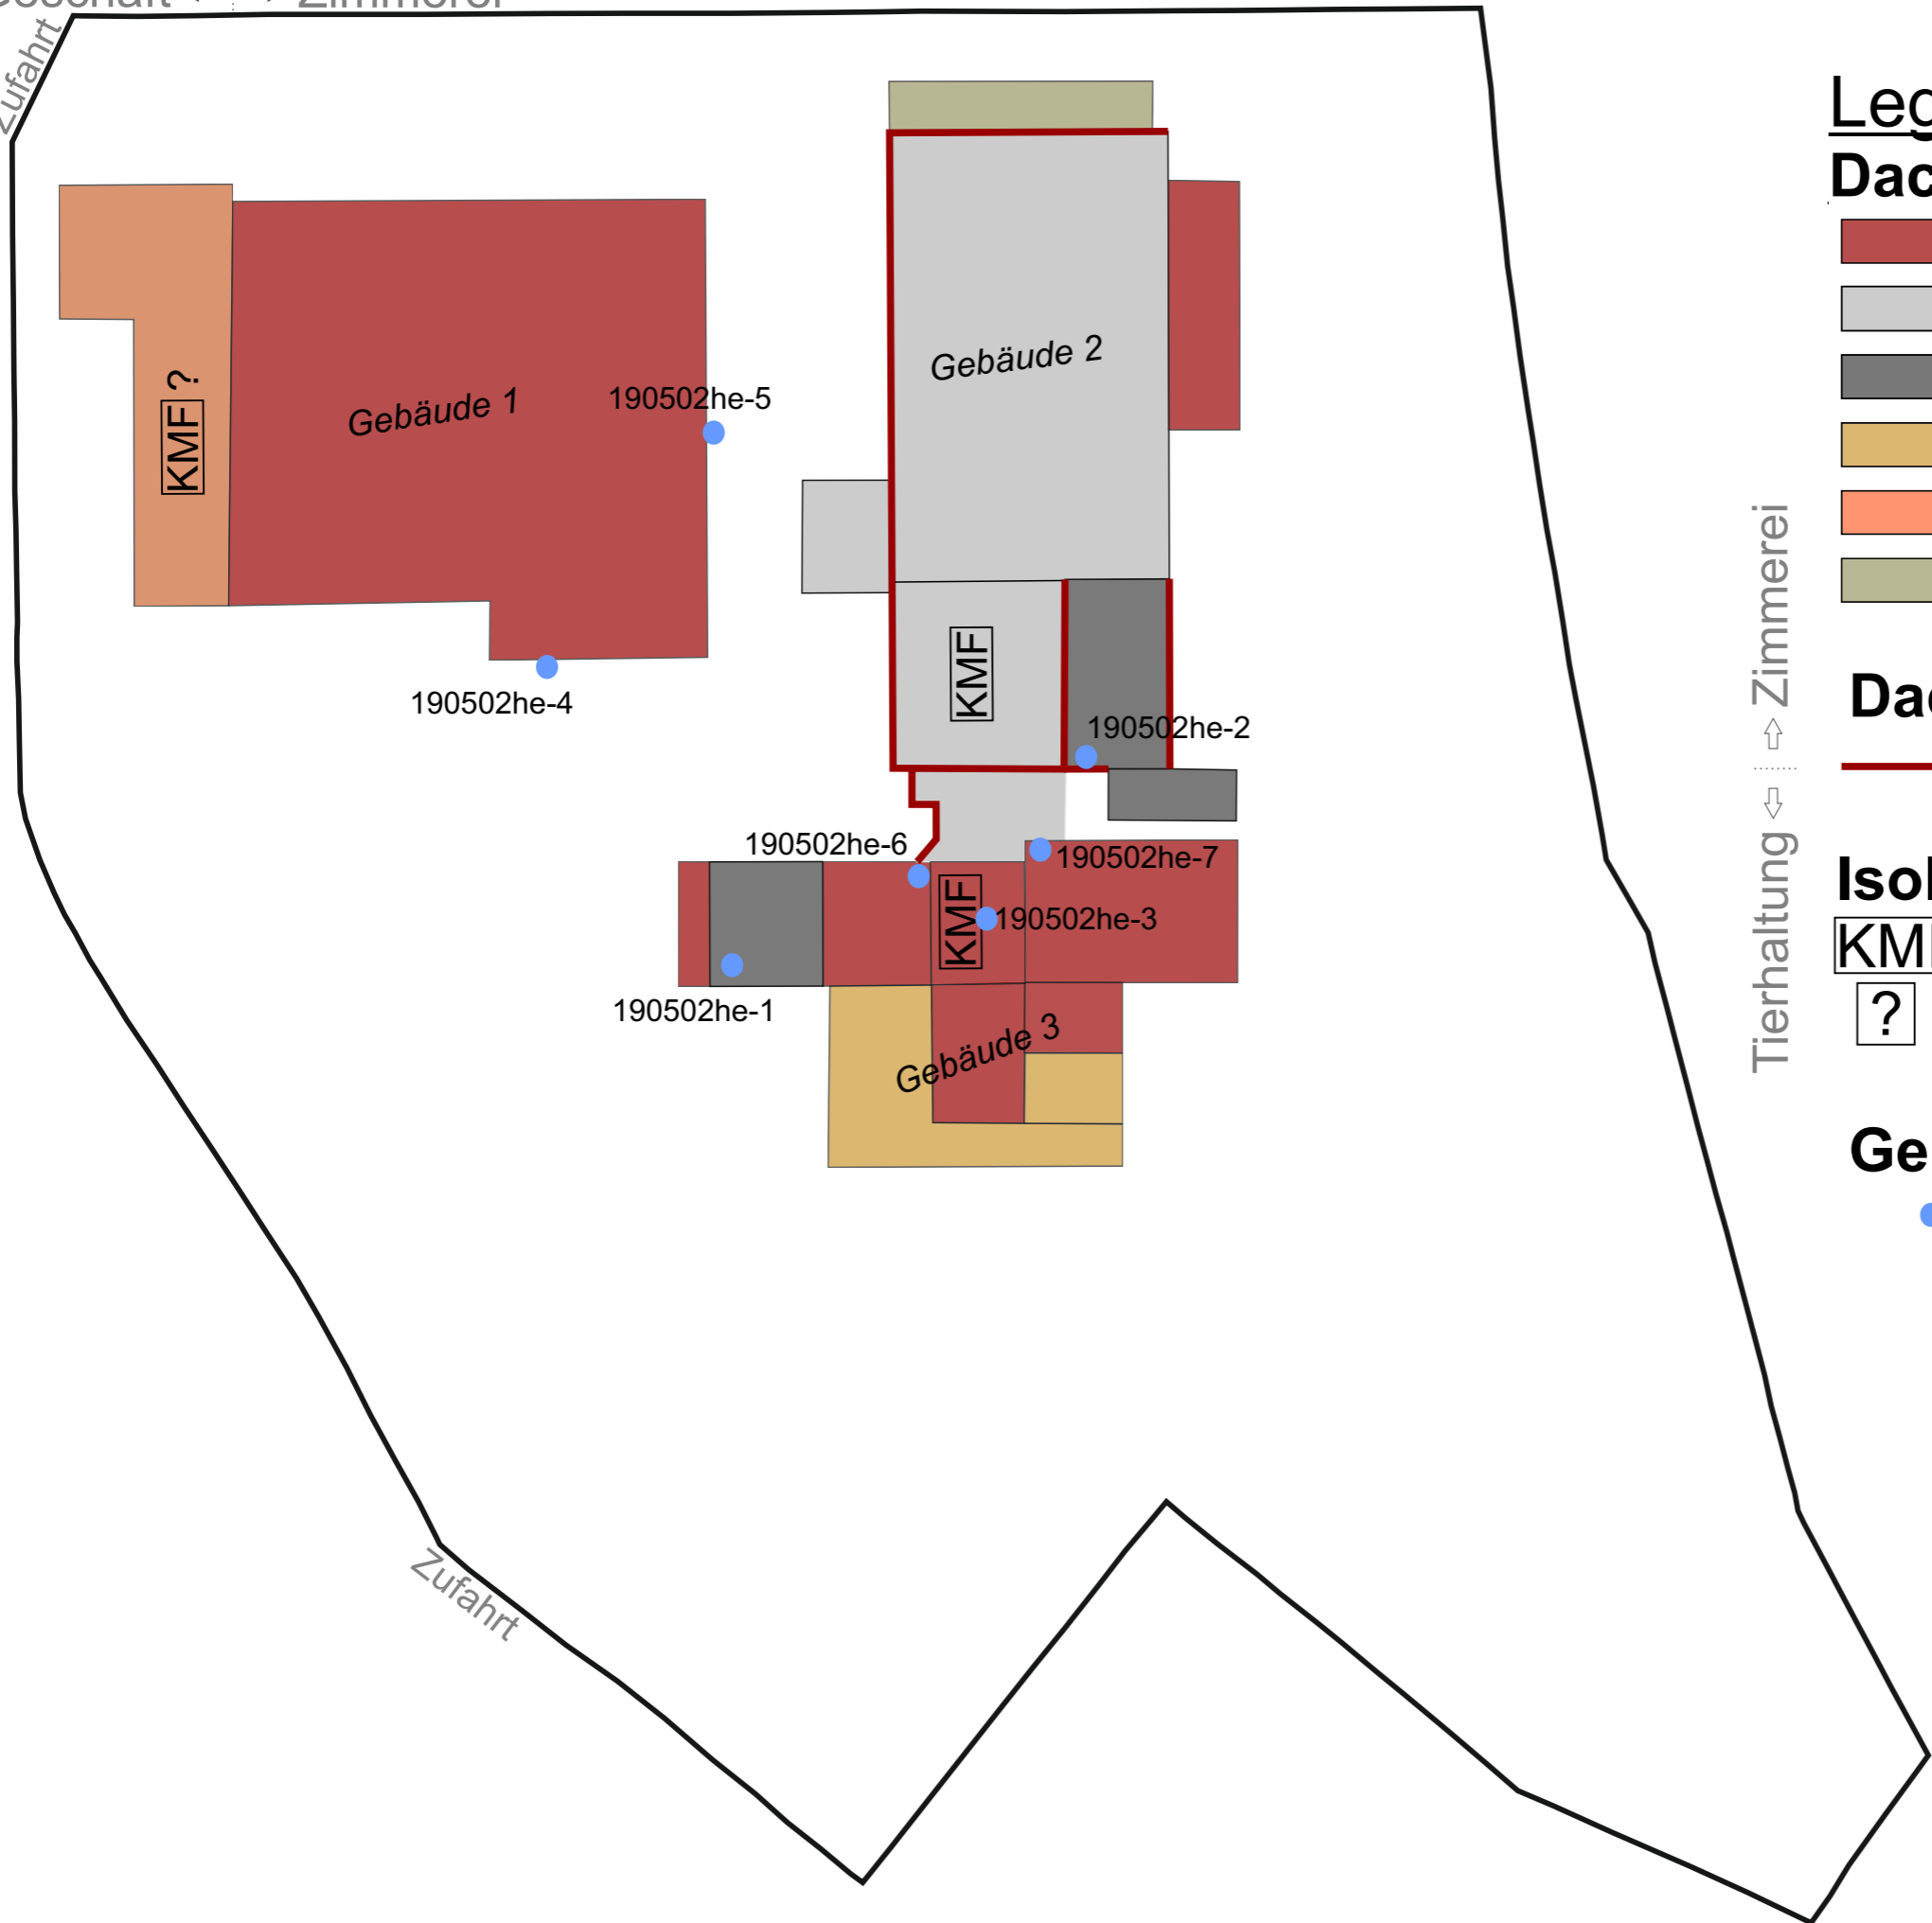 Zimmerei
Zufahrt
Leg
Dac
Gebäude 2
KMF ?
Gebäude 1
190502he-5
Zimmerei
KMF
190502he-4
Dac
190502he-2
190502he-6
190502he-7
Tierhaltung
Isol
KMF
190502he-3
KMF
190502he-1
?
Gebäude 3
Ge
Zufahrt